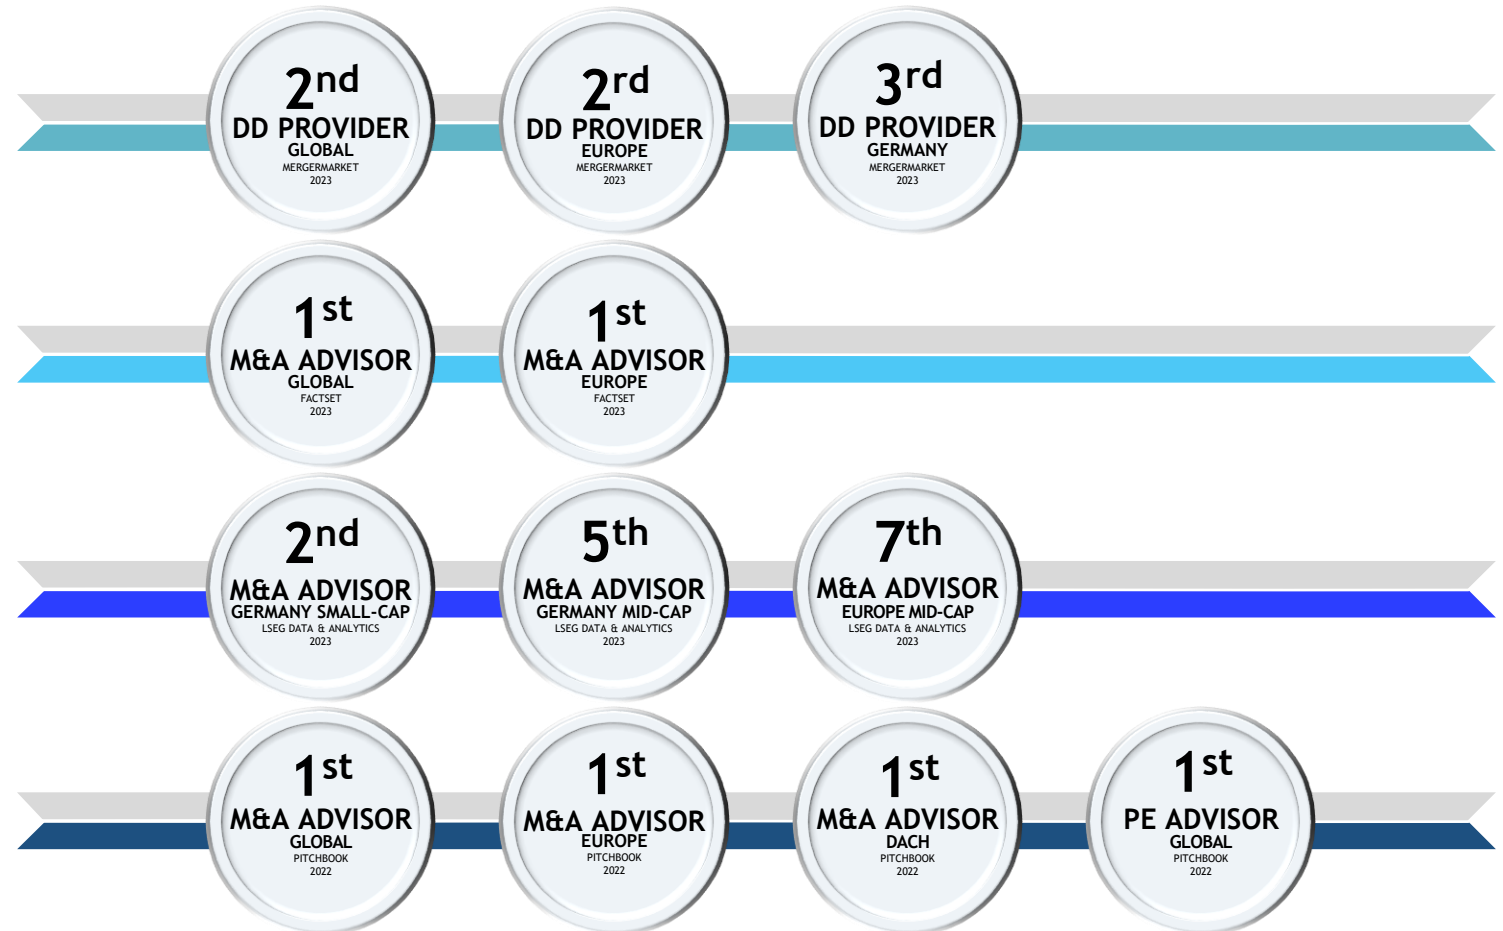 2nd
DD PROVIDER
GLOBAL
MERGERMARKET
2023
2rd
DD PROVIDER
EUROPE
MERGERMARKET
2023
3rd
DD PROVIDER
GERMANY
MERGERMARKET
2023
1st
M&A ADVISOR
GLOBAL
FACTSET
2023
1st
M&A ADVISOR
EUROPE
FACTSET
2023
2nd
M&A ADVISOR
GERMANY SMALL-CAP
LSEG DATA & ANALYTICS
2023
5th
M&A ADVISOR
GERMANY MID-CAP
LSEG DATA & ANALYTICS
2023
7th
M&A ADVISOR
EUROPE MID-CAP
LSEG DATA & ANALYTICS
2023
1st
M&A ADVISOR
GLOBAL
PITCHBOOK
2022
1st
M&A ADVISOR
EUROPE
PITCHBOOK
2022
1st
M&A ADVISOR
DACH
PITCHBOOK
2022
1st
PE ADVISOR
GLOBAL
PITCHBOOK
2022